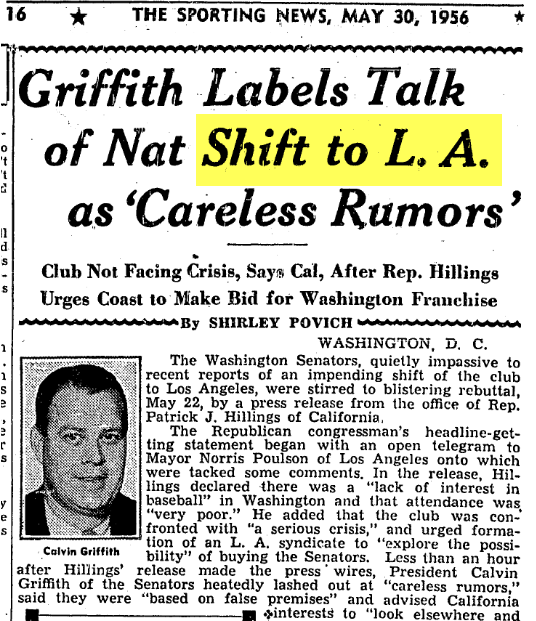 16 ★ THE SPORTING NEWS, MAY 30, 1956 ★
Griffith Labels Talk
of Nat Shift to L. A.
as ‘Careless Rumors’
Club Not Facing Crisis, Says Cal, After Rep. Hillings
Urges Coast to Make Bid for Washington Franchise
By SHIRLEY POVICH
WASHINGTON, D. C.
The Washington Senators, quietly impassive to
recent reports of an impending shift of the club
to Los Angeles, were stirred to blistering rebuttal,
May 22, by a press release from the office of Rep.
Patrick J. Hillings of California.
The Republican congressman's headline-get-
ting statement began with an open telegram to
Mayor Norris Poulson of Los Angeles onto which
were tacked some comments. In the release, Hil-
lings declared there was a "lack of interest in
baseball" in Washington and that attendance was
"very poor." He added that the club was con-
fronted with "a serious crisis," and urged forma-
tion of an L. A. syndicate to "explore the possi-
bility" of buying the Senators. Less than an hour
Calvin Griffith
after Hillings' release made the press wires, President Calvin
Griffith of the Senators heatedly lashed out at "careless rumors,"
said they were "based on false premises" and advised California
interests to "look elsewhere and